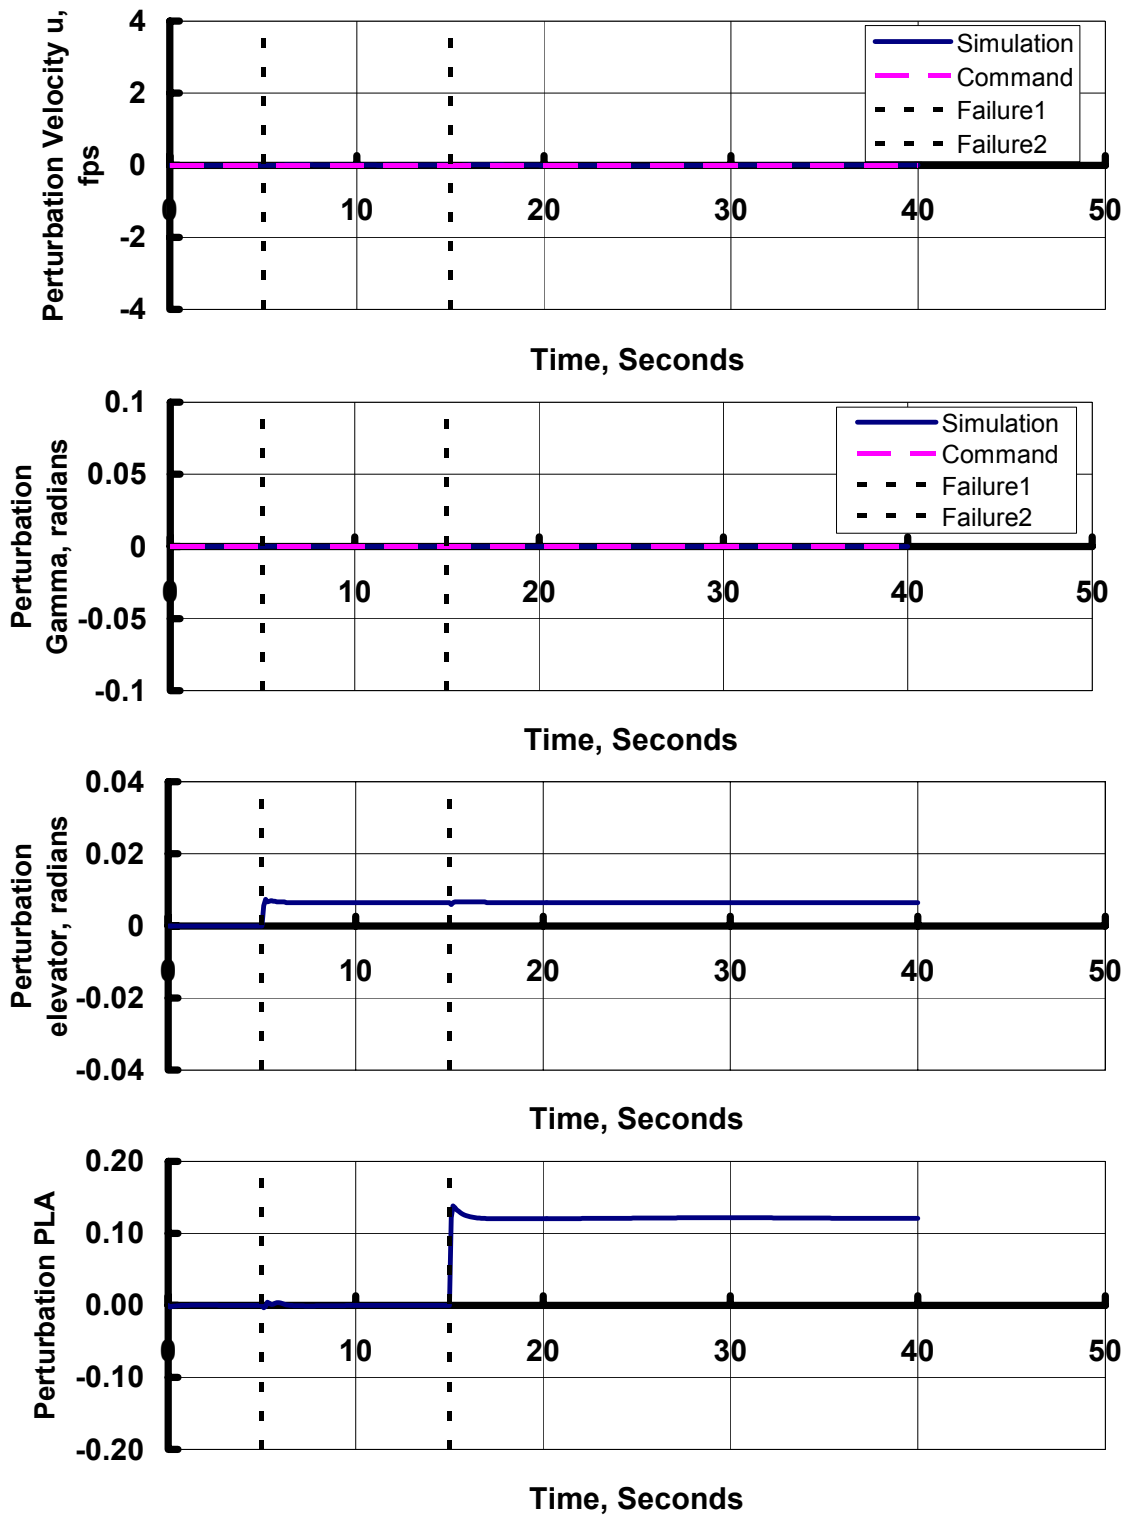 Perturbation Velocity u,
fps
4
2
0
-2
-4
0
10
20
30
40
50
Simulation
Command
Failure1
Failure2
Time, Seconds
Perturbation
Gamma, radians
0.1
0.05
0
-0.05
-0.1
0
10
20
30
40
50
Simulation
Command
Failure1
Failure2
Time, Seconds
Perturbation
elevator, radians
0.04
0.02
0
-0.02
-0.04
0
10
20
30
40
50
Time, Seconds
Perturbation PLA
0.20
0.10
0.00
-0.10
-0.20
0
10
20
30
40
50
Time, Seconds